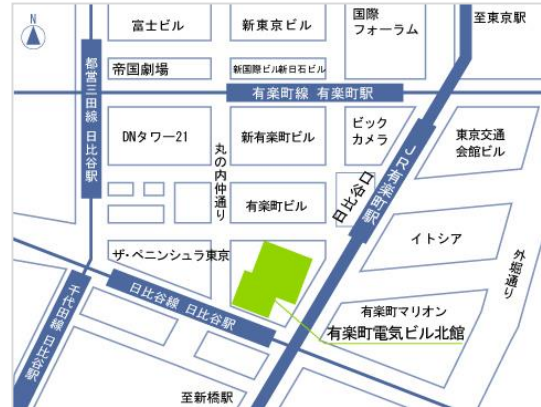 N
富士ビル
新東京ビル
国際
フォーラム
至東京駅
帝国劇場
新国際ビル
新日石ビル
都営三田線 日比谷駅
有楽町線 有楽町駅
DNタワー21
丸の内仲通り
新有楽町ビル
ビック
カメラ
JR有楽町駅
東京交通
会館ビル
日比谷口
有楽町ビル
イトシア
外堀通り
ザ・ペニンシュラ東京
日比谷線 日比谷駅
千代田線 日比谷駅
有楽町マリオン
有楽町電気ビル北館
至新橋駅